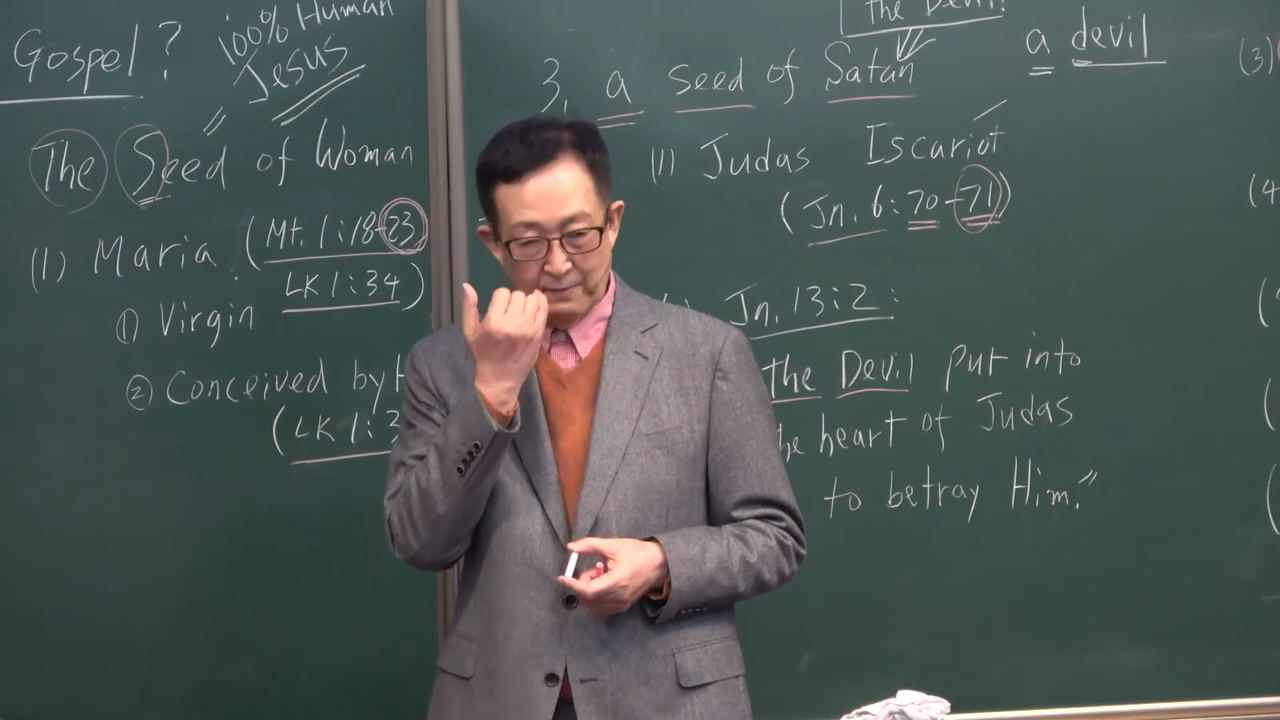 Gospel? 100% Human
Jesus
The Seed of Woman
(1) Maria (Mt. 1:18-23)
LK 1:34)
① Virgin
② Conceived by
(LK 1:3
the Devil!
3. a seed of Satan
a devil
(1) Judas Iscariot
(Jn. 6:70-71)
Jn. 13:2:
the Devil put into
he heart of Judas
to betray Him."
(3)
(4